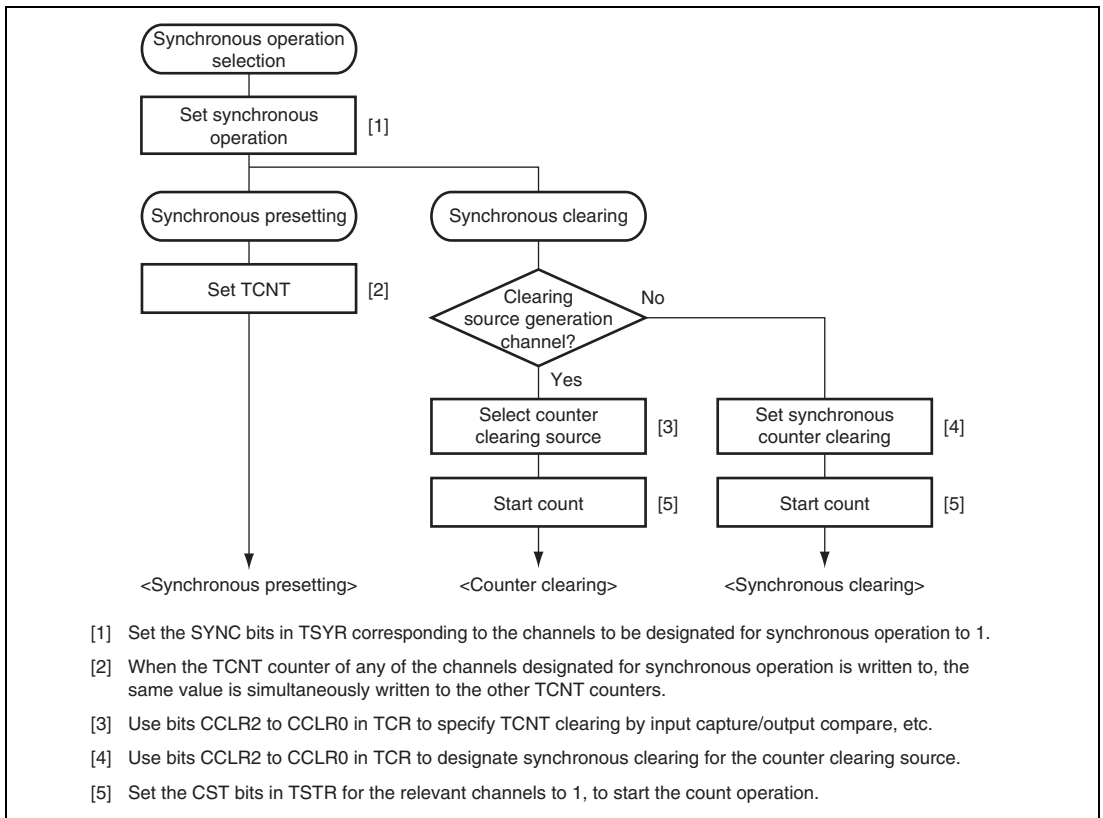 Synchronous operation
selection
Set synchronous
operation
[1]
Synchronous presetting
Synchronous clearing
Set TCNT
[2]
Clearing
source generation
channel?
No
Yes
Select counter
clearing source
[3]
Set synchronous
counter clearing
[4]
Start count
[5]
Start count
[5]
<Synchronous presetting>
<Counter clearing>
<Synchronous clearing>
[1] Set the SYNC bits in TSYR corresponding to the channels to be designated for synchronous operation to 1.
[2] When the TCNT counter of any of the channels designated for synchronous operation is written to, the
same value is simultaneously written to the other TCNT counters.
[3] Use bits CCLR2 to CCLR0 in TCR to specify TCNT clearing by input capture/output compare, etc.
[4] Use bits CCLR2 to CCLR0 in TCR to designate synchronous clearing for the counter clearing source.
[5] Set the CST bits in TSTR for the relevant channels to 1, to start the count operation.